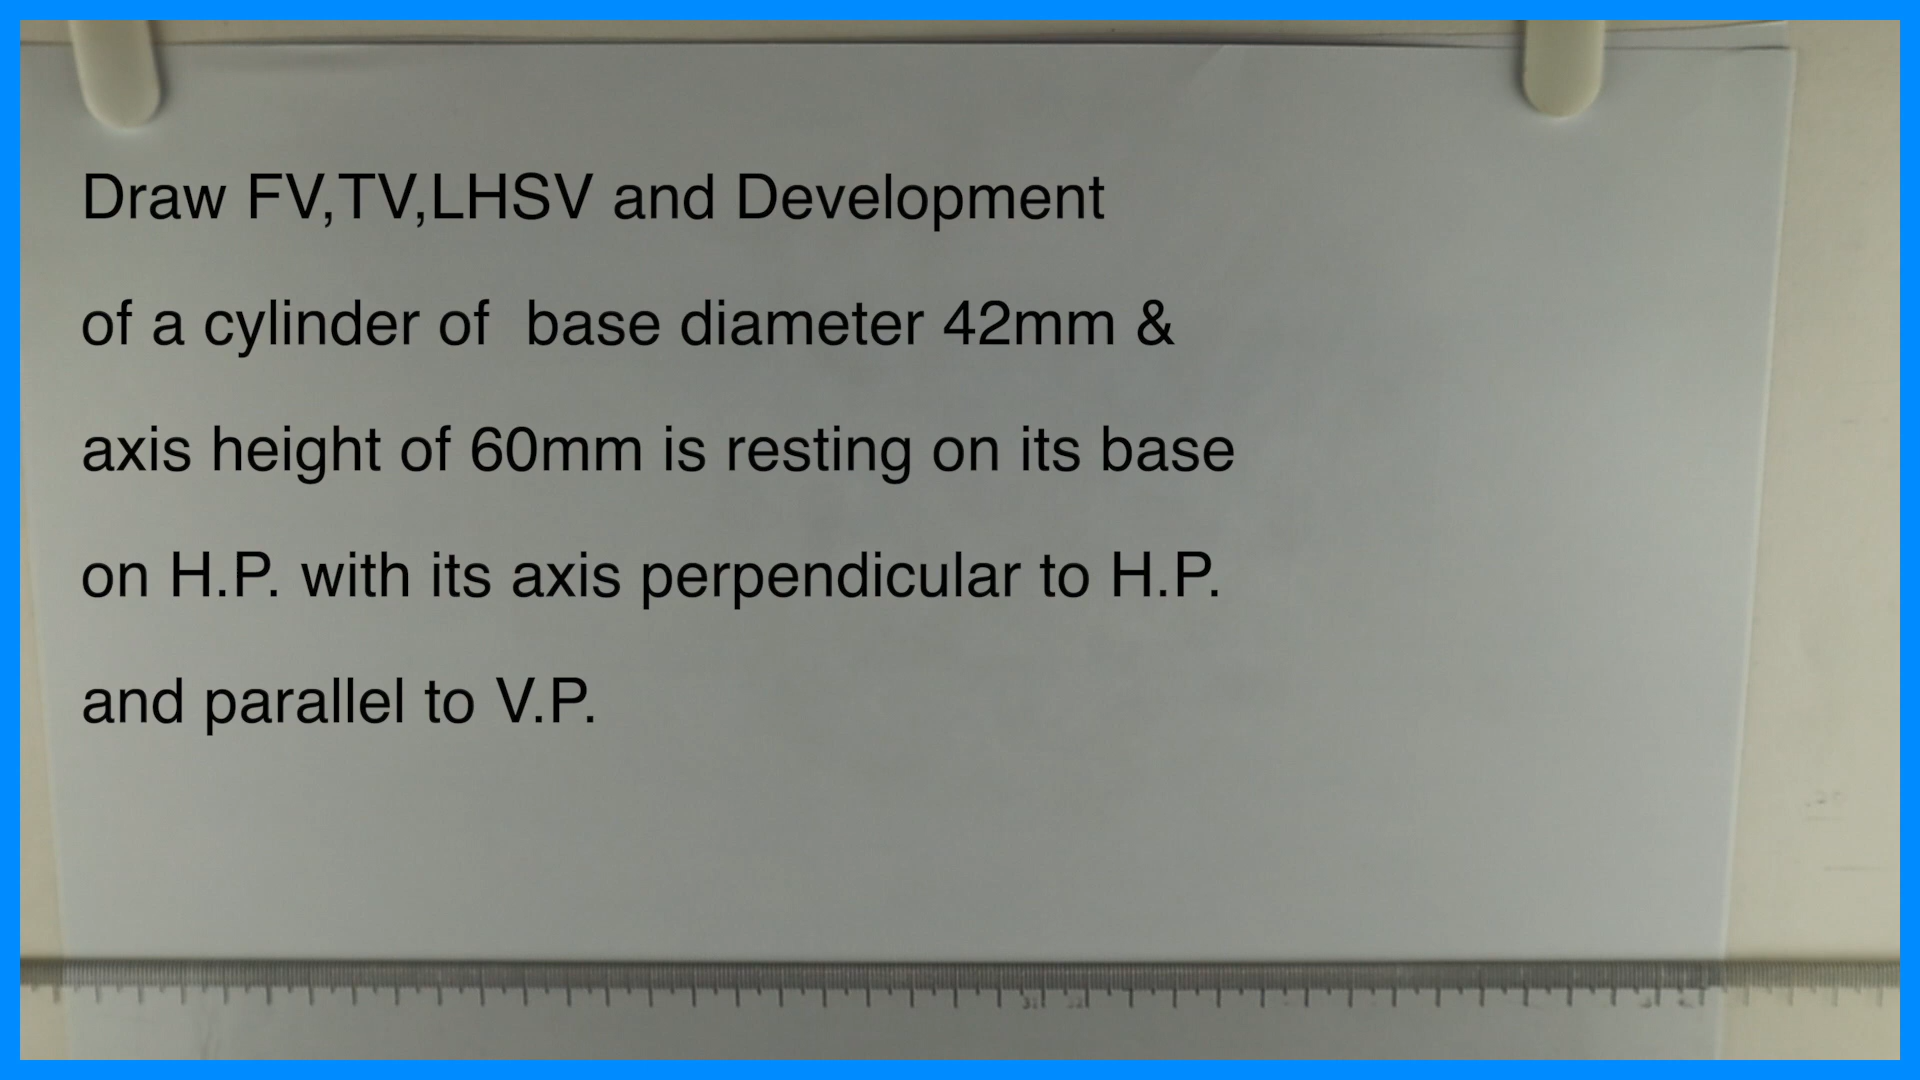 Draw FV,TV,LHSV and Development
of a cylinder of  base diameter 42mm &
axis height of 60mm is resting on its base
on H.P. with its axis perpendicular to H.P.
and parallel to V.P.